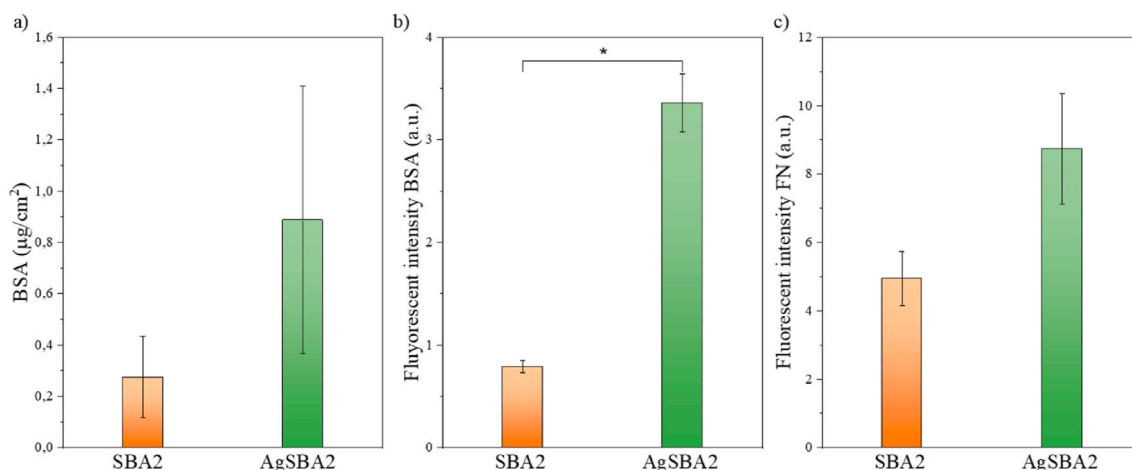 a)
BSA (µg/cm²)
1,6
1,4
1,2
1,0
0,8
0,6
0,4
0,2
0,0
SBA2 AgSBA2
b)
Fluyorescent intensity BSA (a.u.)
4
3
2
1
0
*
SBA2 AgSBA2
c)
Fluorescent intensity FN (a.u.)
12
10
8
6
4
2
0
SBA2 AgSBA2